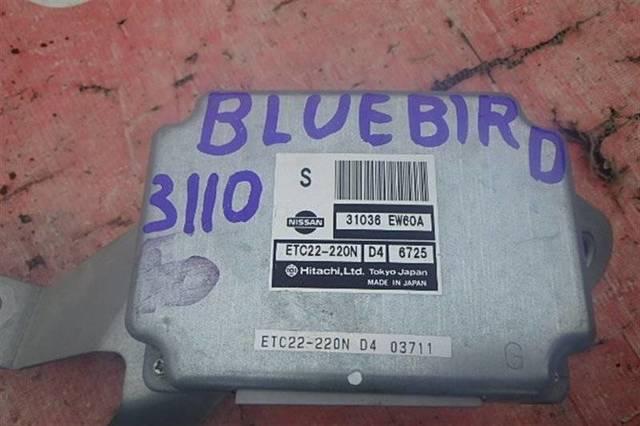 BLUEBIRD
3110
S
NISSAN
31036 EW60A
ETC22-220N D4 6725
Hitachi, Ltd. Tokyo Japan
MADE IN JAPAN
ETC22-220N D4 03711
G